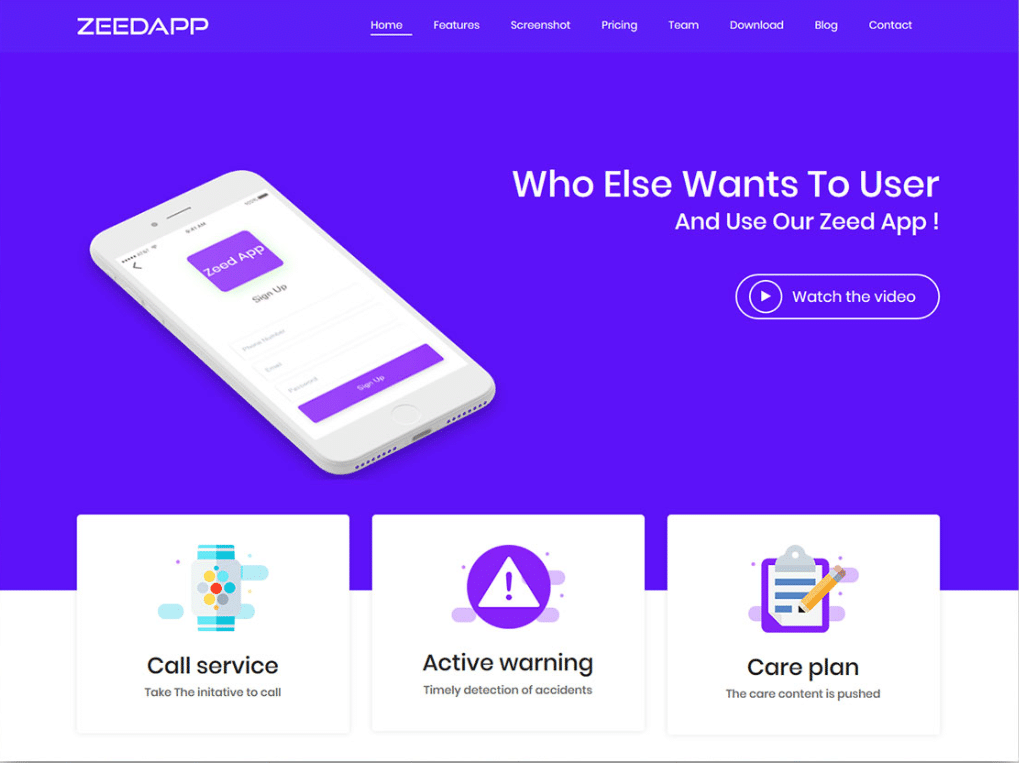 ZEEDAPP
Home Features Screenshot Pricing Team Download Blog Contact
Who Else Wants To User
And Use Our Zeed App !
Watch the video
9:41 AM
Zeed App
Sign Up
Phone Number
Email
Password
Sign Up
Call service
Take The initative to call
Active warning
Timely detection of accidents
Care plan
The care content is pushed